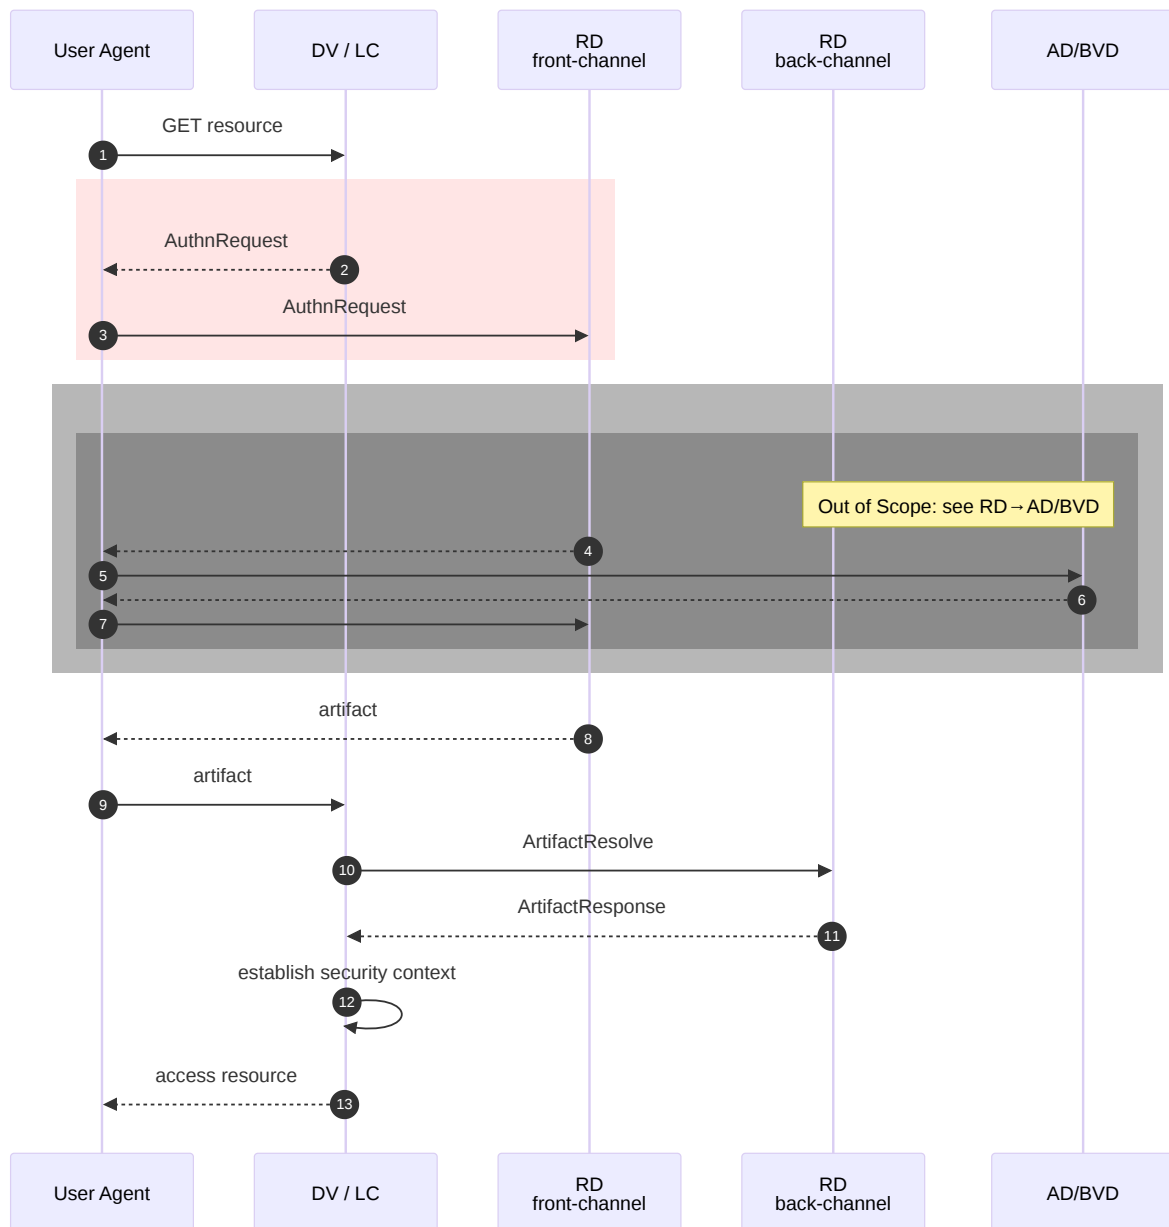 User Agent
DV / LC
RD
front-channel
RD
back-channel
AD/BVD
GET resource
1
AuthnRequest
2
AuthnRequest
3
Out of Scope: see RD→AD/BVD
4
5
6
7
artifact
8
artifact
9
ArtifactResolve
10
ArtifactResponse
11
establish security context
12
access resource
13
User Agent
DV / LC
RD
front-channel
RD
back-channel
AD/BVD